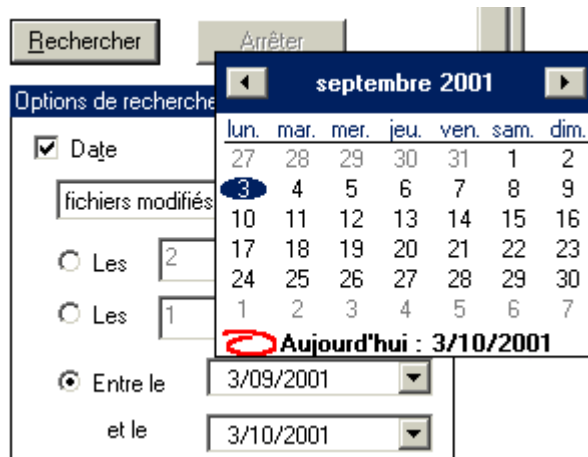 Rechercher Arrêter
septembre 2001
Options de recherche
lun. mar. mer. jeu. ven. sam. dim.
Date
27 28 29 30 31 1 2
3 4 5 6 7 8 9
fichiers modifiés
10 11 12 13 14 15 16
17 18 19 20 21 22 23
Les 2
24 25 26 27 28 29 30
Les 1
1 2 3 4 5 6 7
Aujourd'hui : 3/10/2001
Entre le 3/09/2001
et le 3/10/2001